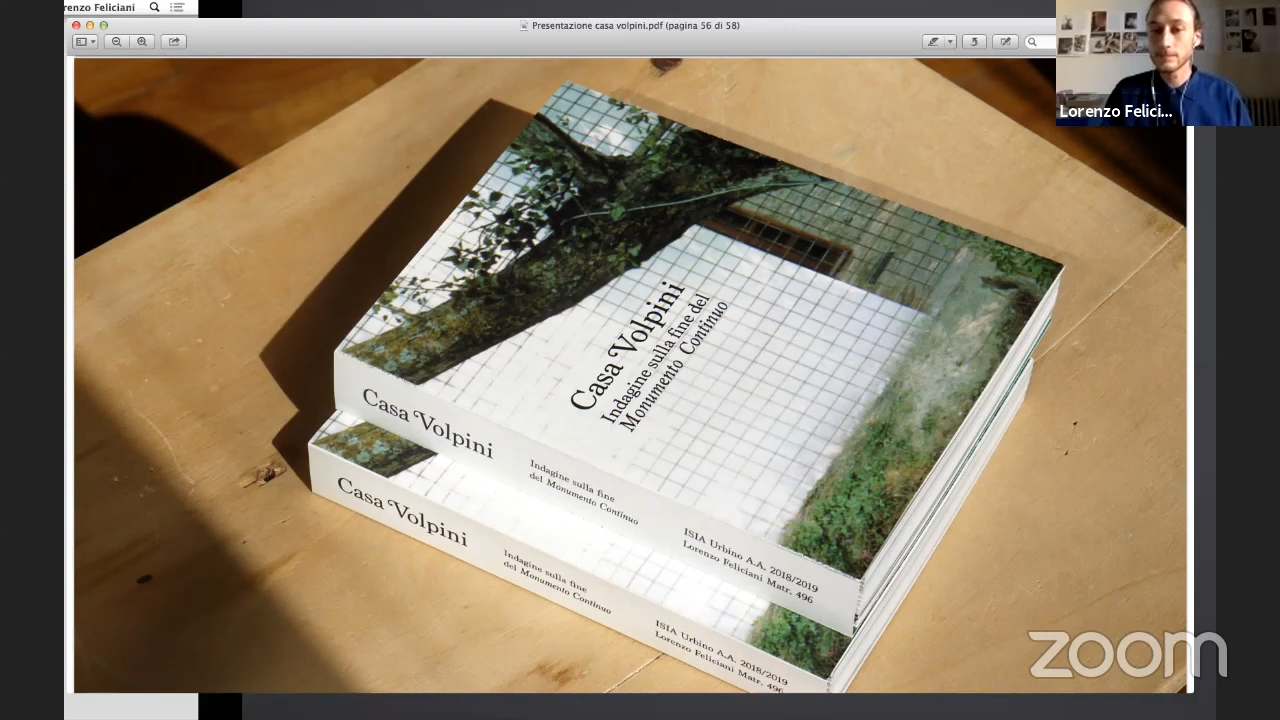 renzo Feliciani
Presentazione casa volpini.pdf (pagina 56 di 58)
Lorenzo Felici...
Casa Volpini
Indagine sulla fine del
Monumento Continuo
Casa Volpini
Indagine sulla fine
del Monumento Continuo
ISIA Urbino A.A. 2018/2019
Lorenzo Feliciani Matr. 496
Casa Volpini
Indagine sulla fine
del Monumento Continuo
ISIA Urbino A.A. 2018/2019
Lorenzo Feliciani Matr. 496
zoom